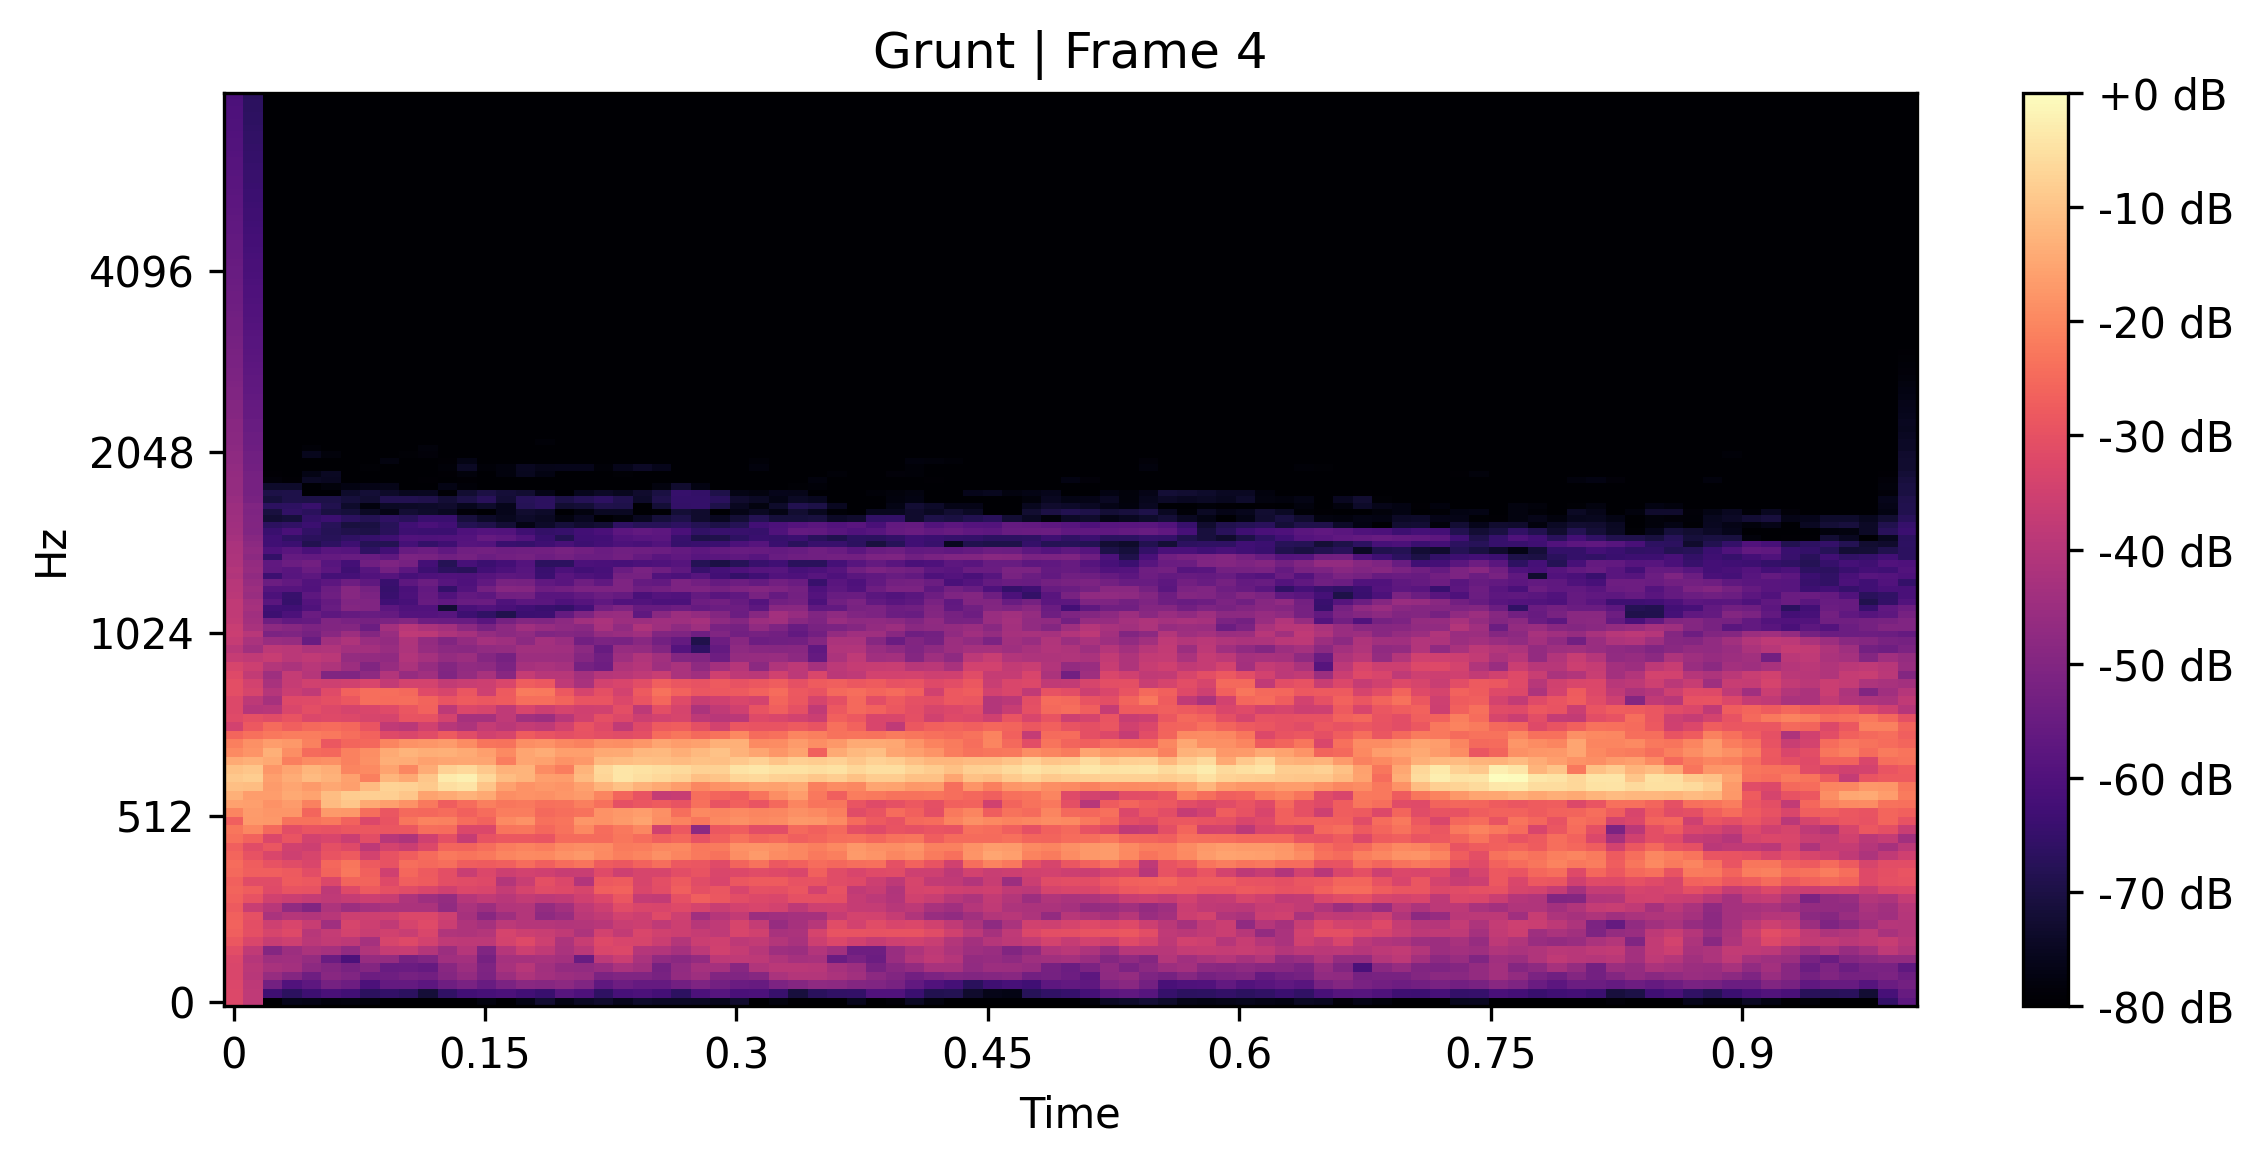 Grunt | Frame 4
Hz
4096
2048
1024
512
0
0
0.15
0.3
0.45
0.6
0.75
0.9
Time
+0 dB
-10 dB
-20 dB
-30 dB
-40 dB
-50 dB
-60 dB
-70 dB
-80 dB